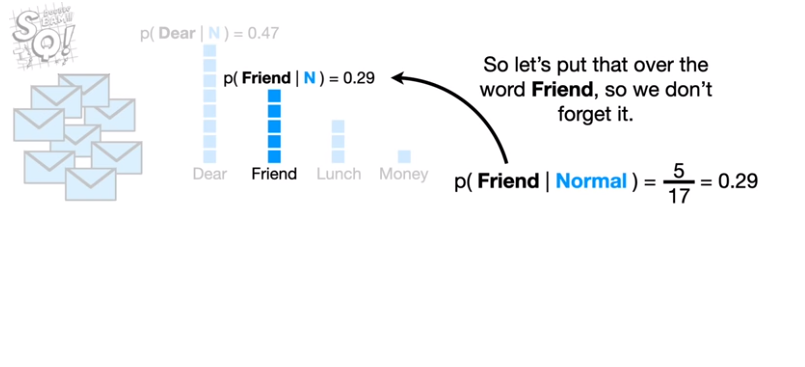 StatQuest!
p( Dear | N ) = 0.47
p( Friend | N ) = 0.29
So let's put that over the
word Friend, so we don't
forget it.
Dear Friend Lunch Money
p( Friend | Normal ) = 5/17 = 0.29